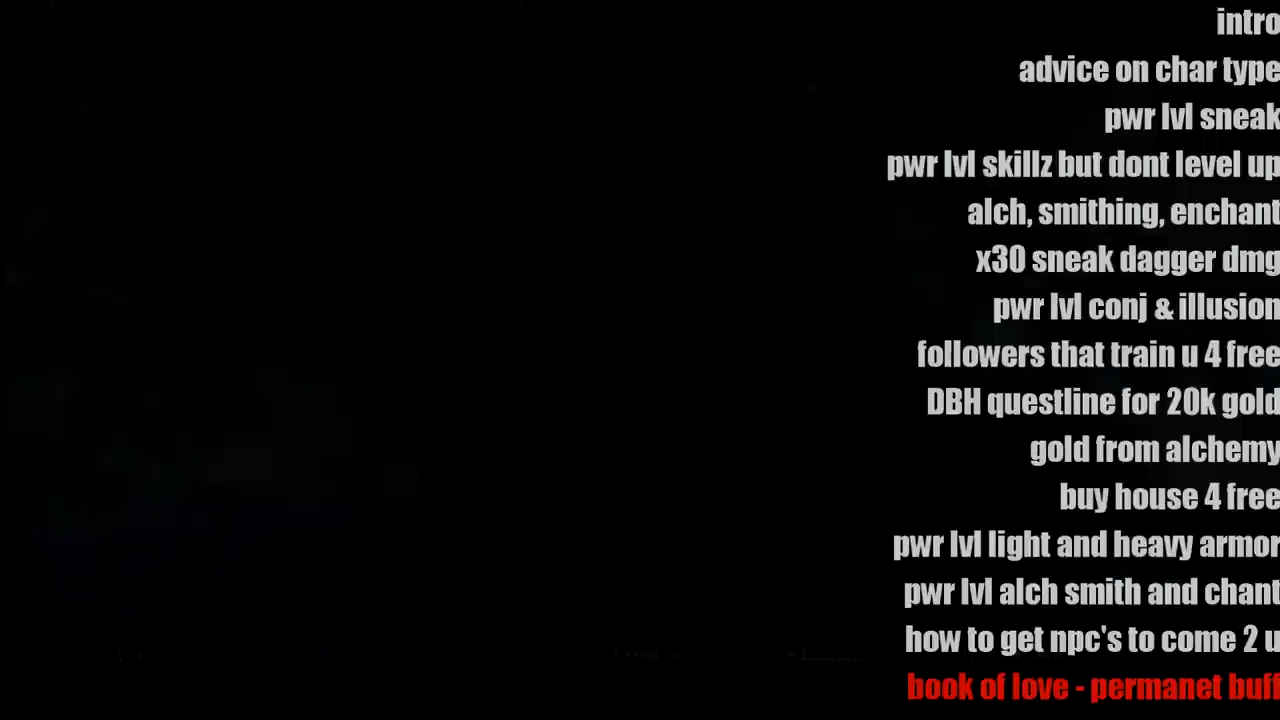 intro
advice on char type
pwr lvl sneak
pwr lvl skillz but dont level up
alch, smithing, enchant
x30 sneak dagger dmg
pwr lvl conj & illusion
followers that train u 4 free
DBH questline for 20k gold
gold from alchemy
buy house 4 free
pwr lvl light and heavy armor
pwr lvl alch smith and chant
how to get npc's to come 2 u
book of love - permanet buff